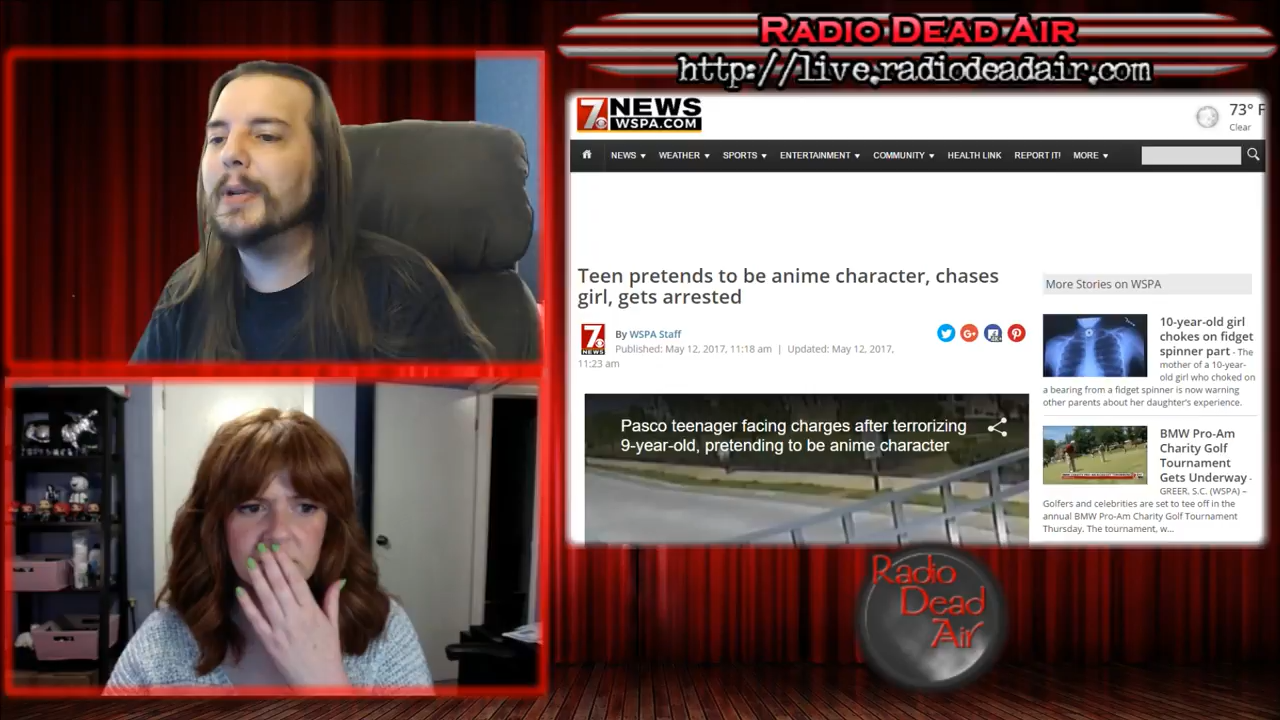 RADIO DEAD AIR
http://live.radiodeadair.com
7 NEWS
WSPA.COM
73° F
Clear
NEWS WEATHER SPORTS ENTERTAINMENT COMMUNITY HEALTH LINK REPORT IT! MORE
Teen pretends to be anime character, chases
girl, gets arrested
7
NEWS
By WSPA Staff
Published: May 12, 2017, 11:18 am | Updated: May 12, 2017,
11:23 am
Pasco teenager facing charges after terrorizing
9-year-old, pretending to be anime character
More Stories on WSPA
10-year-old girl
chokes on fidget
spinner part - The
mother of a 10-year-
old girl who choked on
a bearing from a fidget spinner is now warning
other parents about her daughter's experience.
BMW Pro-Am
Charity Golf
Tournament
Gets Underway -
GREER, S.C. (WSPA) –
Golfers and celebrities are set to tee off in the
annual BMW Pro-Am Charity Golf Tournament
Thursday. The tournament, w...
Radio
Dead
Air